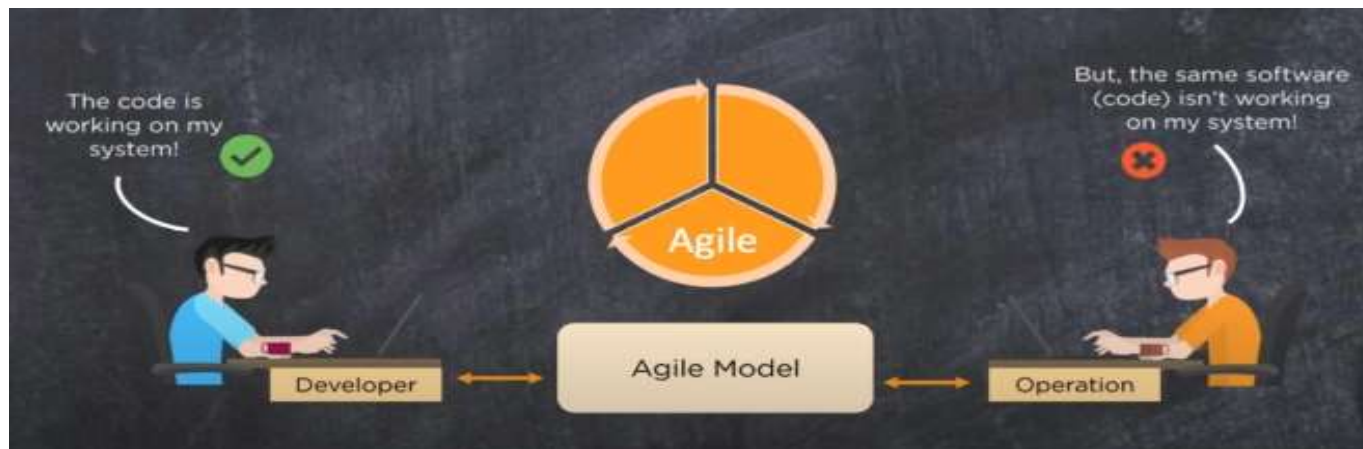 The code is
working on my
system!
But, the same software
(code) isn't working
on my system!
Agile
Agile Model
Developer
Operation